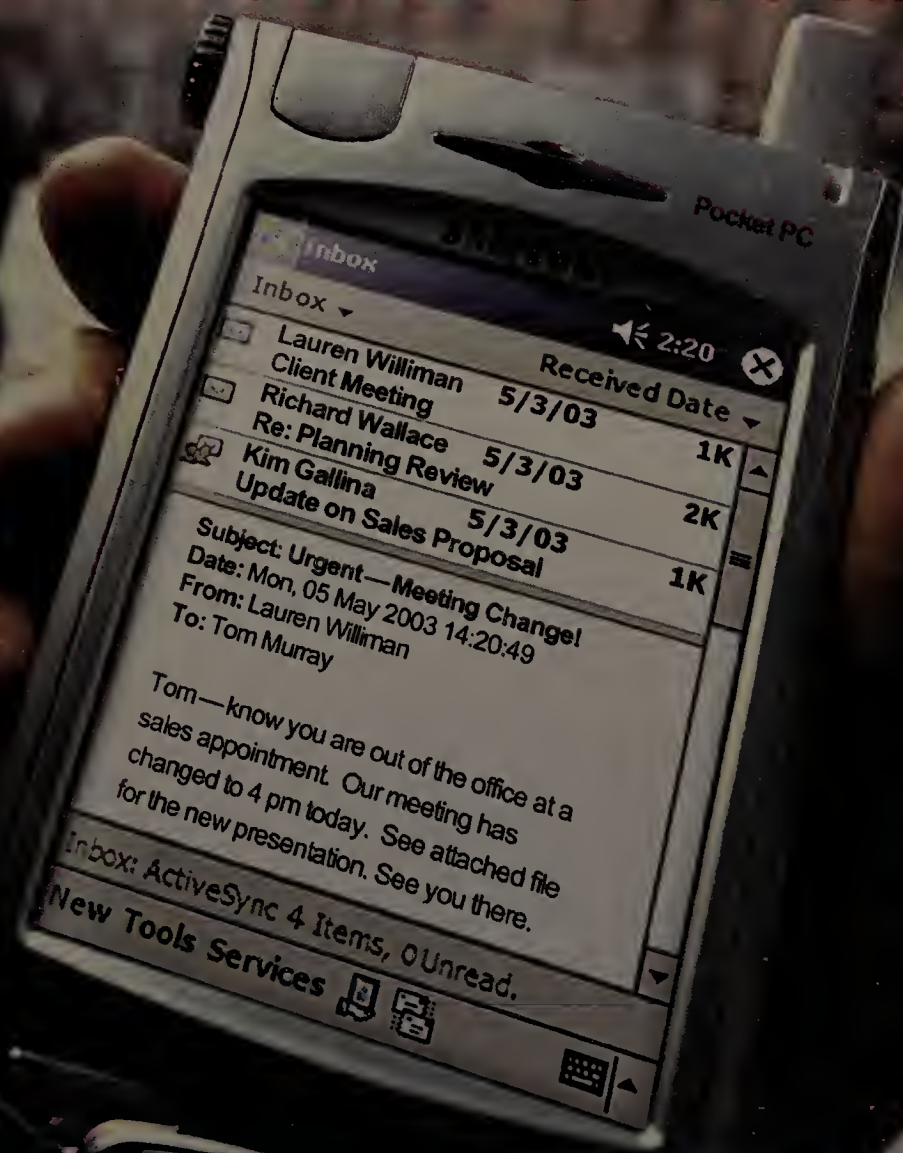 Pocket PC
Inbox
2:20
Inbox
Received Date
Lauren Williman 5/3/03 1K
Client Meeting
Richard Wallace 5/3/03 2K
Re: Planning Review
Kim Gallina 5/3/03 1K
Update on Sales Proposal
Subject: Urgent—Meeting Change!
Date: Mon, 05 May 2003 14:20:49
From: Lauren Williman
To: Tom Murray
Tom—know you are out of the office at a
sales appointment. Our meeting has
changed to 4 pm today. See attached file
for the new presentation. See you there.
Inbox: ActiveSync 4 Items, 0 Unread.
New Tools Services